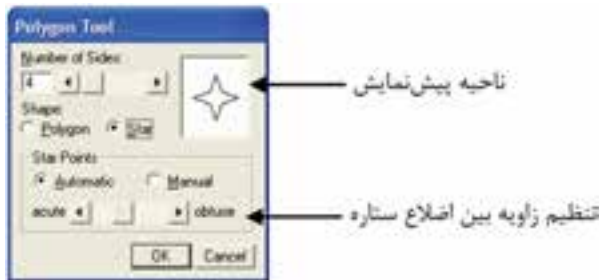 Polygon Tool
Number of Sides:
4
ناحیه پیش‌نمایش
Shape:
Polygon Star
Star Points
Automatic Manual
acute obtuse
تنظیم زاویه بین اضلاع ستاره
OK Cancel